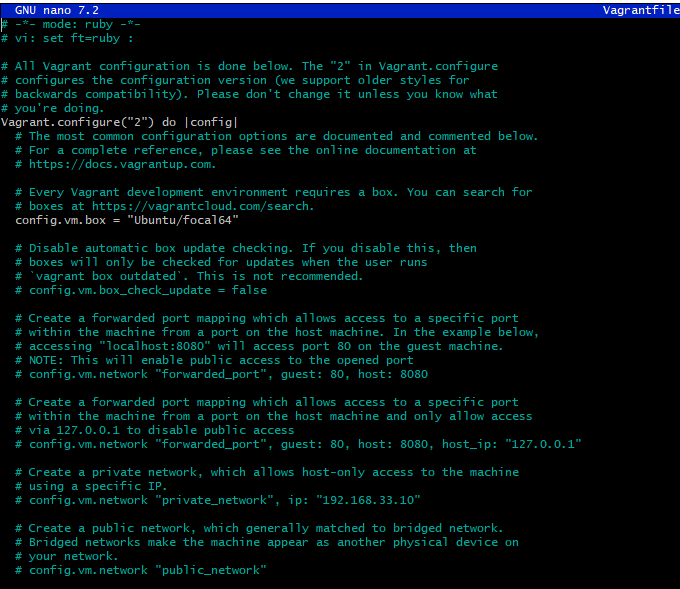 GNU nano 7.2 Vagrantfile
# -*- mode: ruby -*-
# vi: set ft=ruby :
# All Vagrant configuration is done below. The "2" in Vagrant.configure
# configures the configuration version (we support older styles for
# backwards compatibility). Please don't change it unless you know what
# you're doing.
Vagrant.configure("2") do |config|
# The most common configuration options are documented and commented below.
# For a complete reference, please see the online documentation at
# https://docs.vagrantup.com.
# Every Vagrant development environment requires a box. You can search for
# boxes at https://vagrantcloud.com/search.
config.vm.box = "Ubuntu/focal64"
# Disable automatic box update checking. If you disable this, then
# boxes will only be checked for updates when the user runs
# `vagrant box outdated`. This is not recommended.
# config.vm.box_check_update = false
# Create a forwarded port mapping which allows access to a specific port
# within the machine from a port on the host machine. In the example below,
# accessing "localhost:8080" will access port 80 on the guest machine.
# NOTE: This will enable public access to the opened port
# config.vm.network "forwarded_port", guest: 80, host: 8080
# Create a forwarded port mapping which allows access to a specific port
# within the machine from a port on the host machine and only allow access
# via 127.0.0.1 to disable public access
# config.vm.network "forwarded_port", guest: 80, host: 8080, host_ip: "127.0.0.1"
# Create a private network, which allows host-only access to the machine
# using a specific IP.
# config.vm.network "private_network", ip: "192.168.33.10"
# Create a public network, which generally matched to bridged network.
# Bridged networks make the machine appear as another physical device on
# your network.
# config.vm.network "public_network"